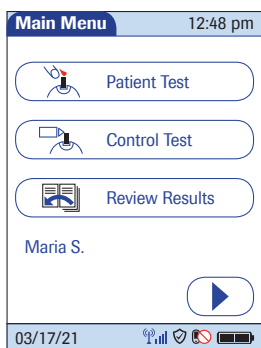 Main Menu 12:48 pm
Patient Test
Control Test
Review Results
Maria S.
03/17/21